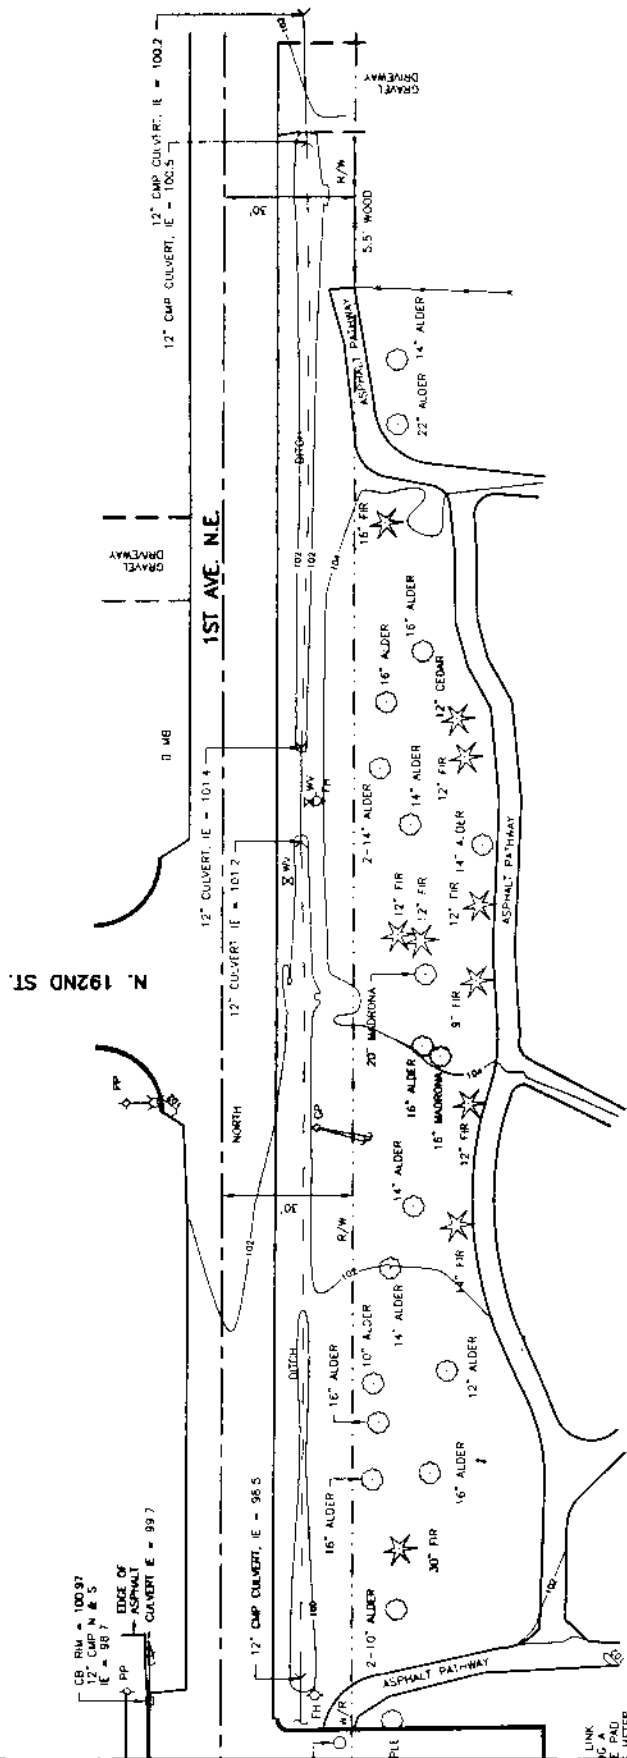 102
12" CMP CULVERT, IE = 100.2
12" CMP CULVERT, IE = 100.5
GRAVEL
DRIVEWAY
30'
R/W
5.5' WOOD
ASPHALT PATHWAY
14" ALDER
22" ALDER
DITCH
1ST AVE. N.E.
GRAVEL
DRIVEWAY
102
102
104
16" FIR
16" ALDER
16" ALDER
12" CEDAR
MB
12" CULVERT, IE = 101.4
WV
FH
12" FIR
2-14" ALDER
14" ALDER
14" ALDER
ASPHALT PATHWAY
12" CULVERT IE = 101.2
WV
12" FIR
12" FIR
12" FIR
N. 192ND ST.
20" MADRONA
9" FIR
PP
102
NORTH
GP
16" ALDER
16" MADRONA
104
12" FIR
30'
R/W
14" ALDER
14" FIR
102
102
14" ALDER
10" ALDER
16" ALDER
12" ALDER
DITCH
16" ALDER
16" ALDER
30" FIR
12" CMP CULVERT, IE = 98.5
100
2-10" ALDER
CB RIM = 100.97
12" CMP N & S
IE = 98.7
EDGE OF
ASPHALT
CULVERT IE = 99.7
PP
FH
R/W
ASPHALT PATHWAY
102
PLE
LINK
G A
E PAD
METER